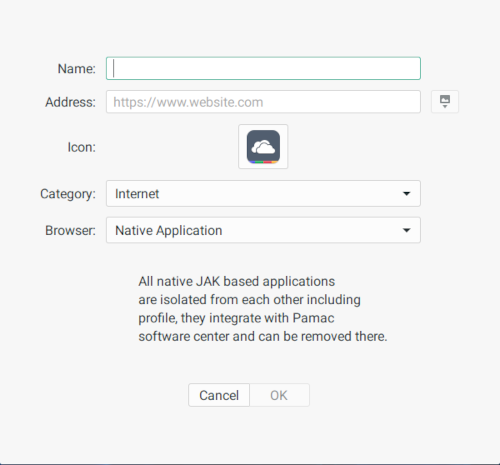 Name:
Address: https://www.website.com
Icon:
Category: Internet
Browser: Native Application
All native JAK based applications
are isolated from each other including
profile, they integrate with Pamac
software center and can be removed there.
Cancel OK